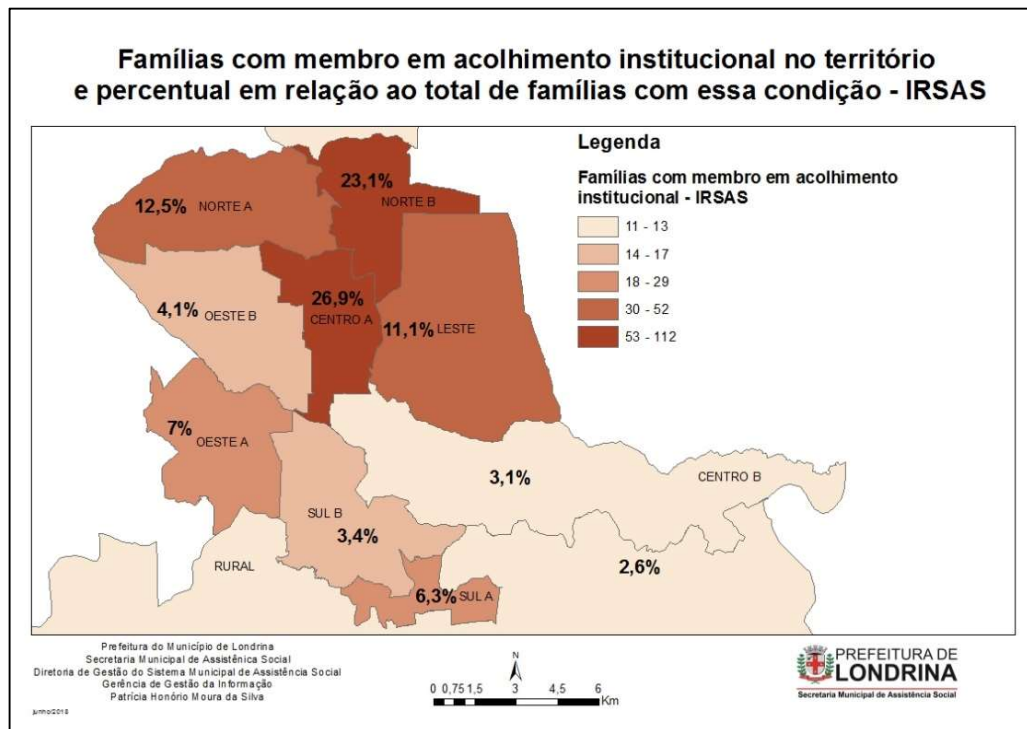 Famílias com membro em acolhimento institucional no território
e percentual em relação ao total de famílias com essa condição - IRSAS
Legenda
Famílias com membro em acolhimento
institucional - IRSAS
11 - 13
14 - 17
18 - 29
30 - 52
53 - 112
23,1%
NORTE B
12,5% NORTE A
26,9%
CENTRO A
4,1%
OESTE B
11,1% LESTE
7%
OESTE A
3,1%
CENTRO B
SUL B
3,4%
RURAL
2,6%
6,3% SUL A
Prefeitura do Município de Londrina
Secretaria Municipal de Assistênica Social
Diretoria de Gestão do Sistema Municipal de Assistência Social
Gerência de Gestão da Informação
Patrícia Honório Moura da Silva
junho/2018
N
0 0,75 1,5 3 4,5 6
Km
PREFEITURA DE
LONDRINA
Secretaria Municipal de Assistência Social